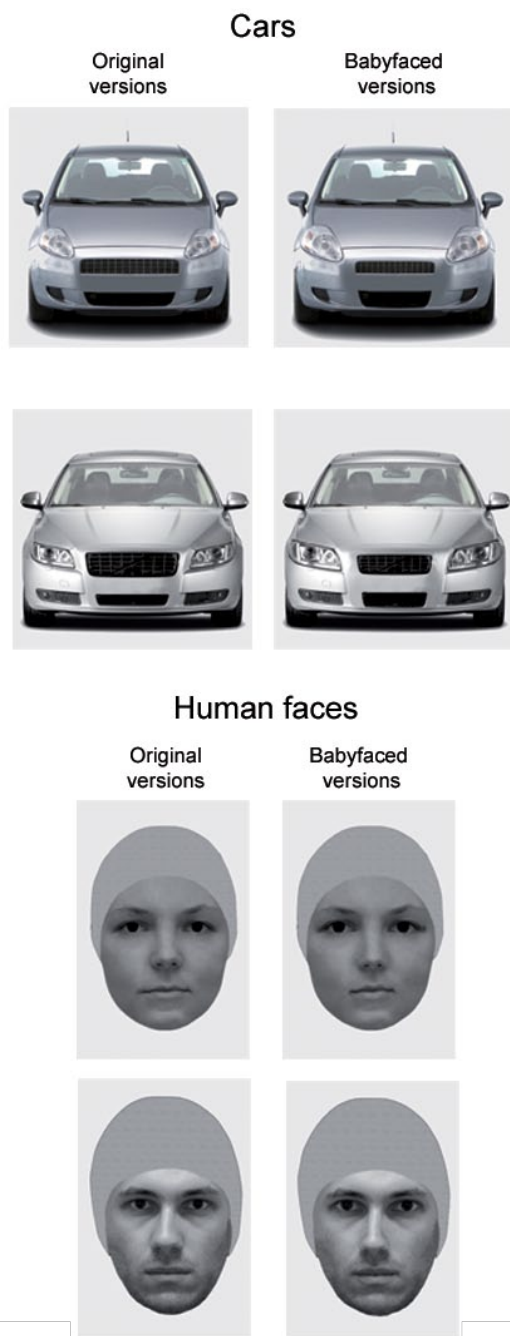 Cars
Original
versions
Babyfaced
versions
Human faces
Original
versions
Babyfaced
versions